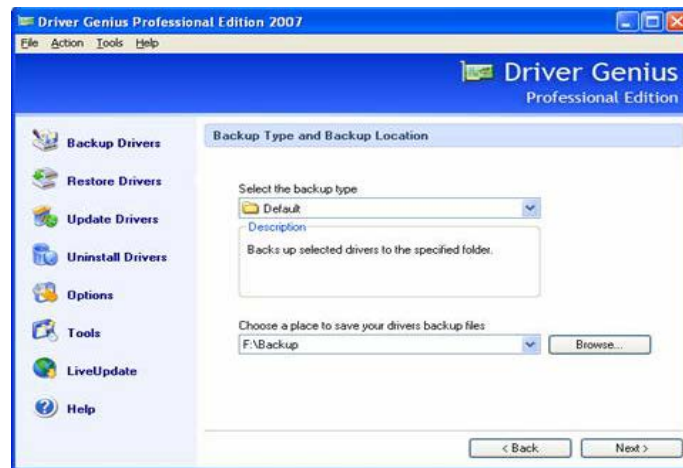 Driver Genius Professional Edition 2007
File Action Tools Help
Driver Genius
Professional Edition
Backup Drivers
Restore Drivers
Update Drivers
Uninstall Drivers
Options
Tools
LiveUpdate
Help
Backup Type and Backup Location
Select the backup type
Default
Description
Backs up selected drivers to the specified folder.
Choose a place to save your drivers backup files
F:\Backup
Browse...
< Back
Next >